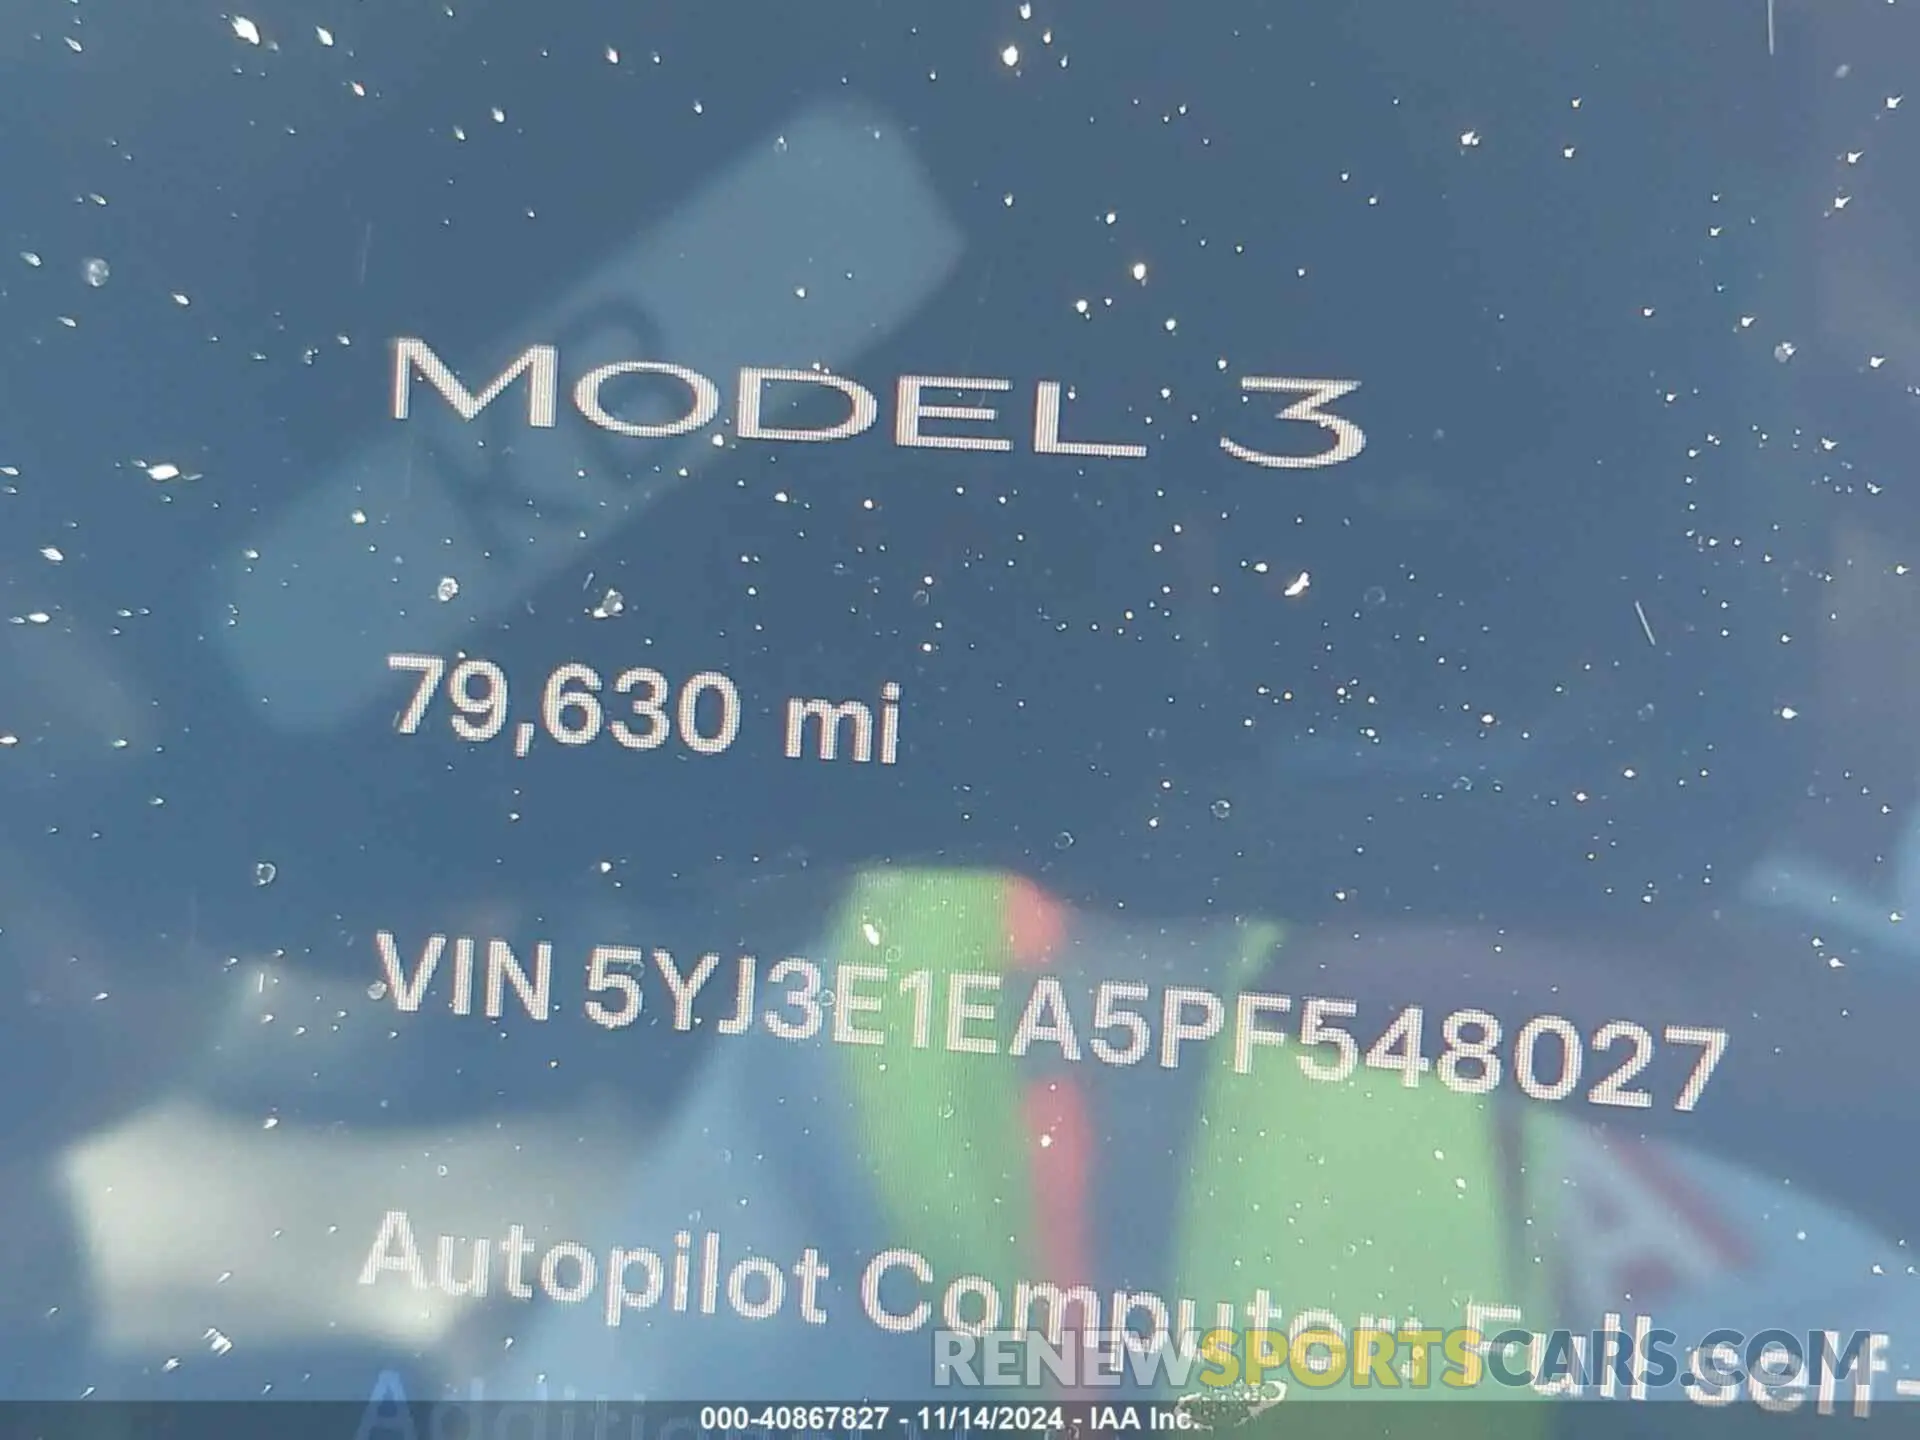 MODEL 3
79,630 mi
VIN 5YJ3E1EA5PF548027
Autopilot Computer: Full self-
RENEWSPORTSCARS.COM
000-40867827 - 11/14/2024 - IAA Inc.